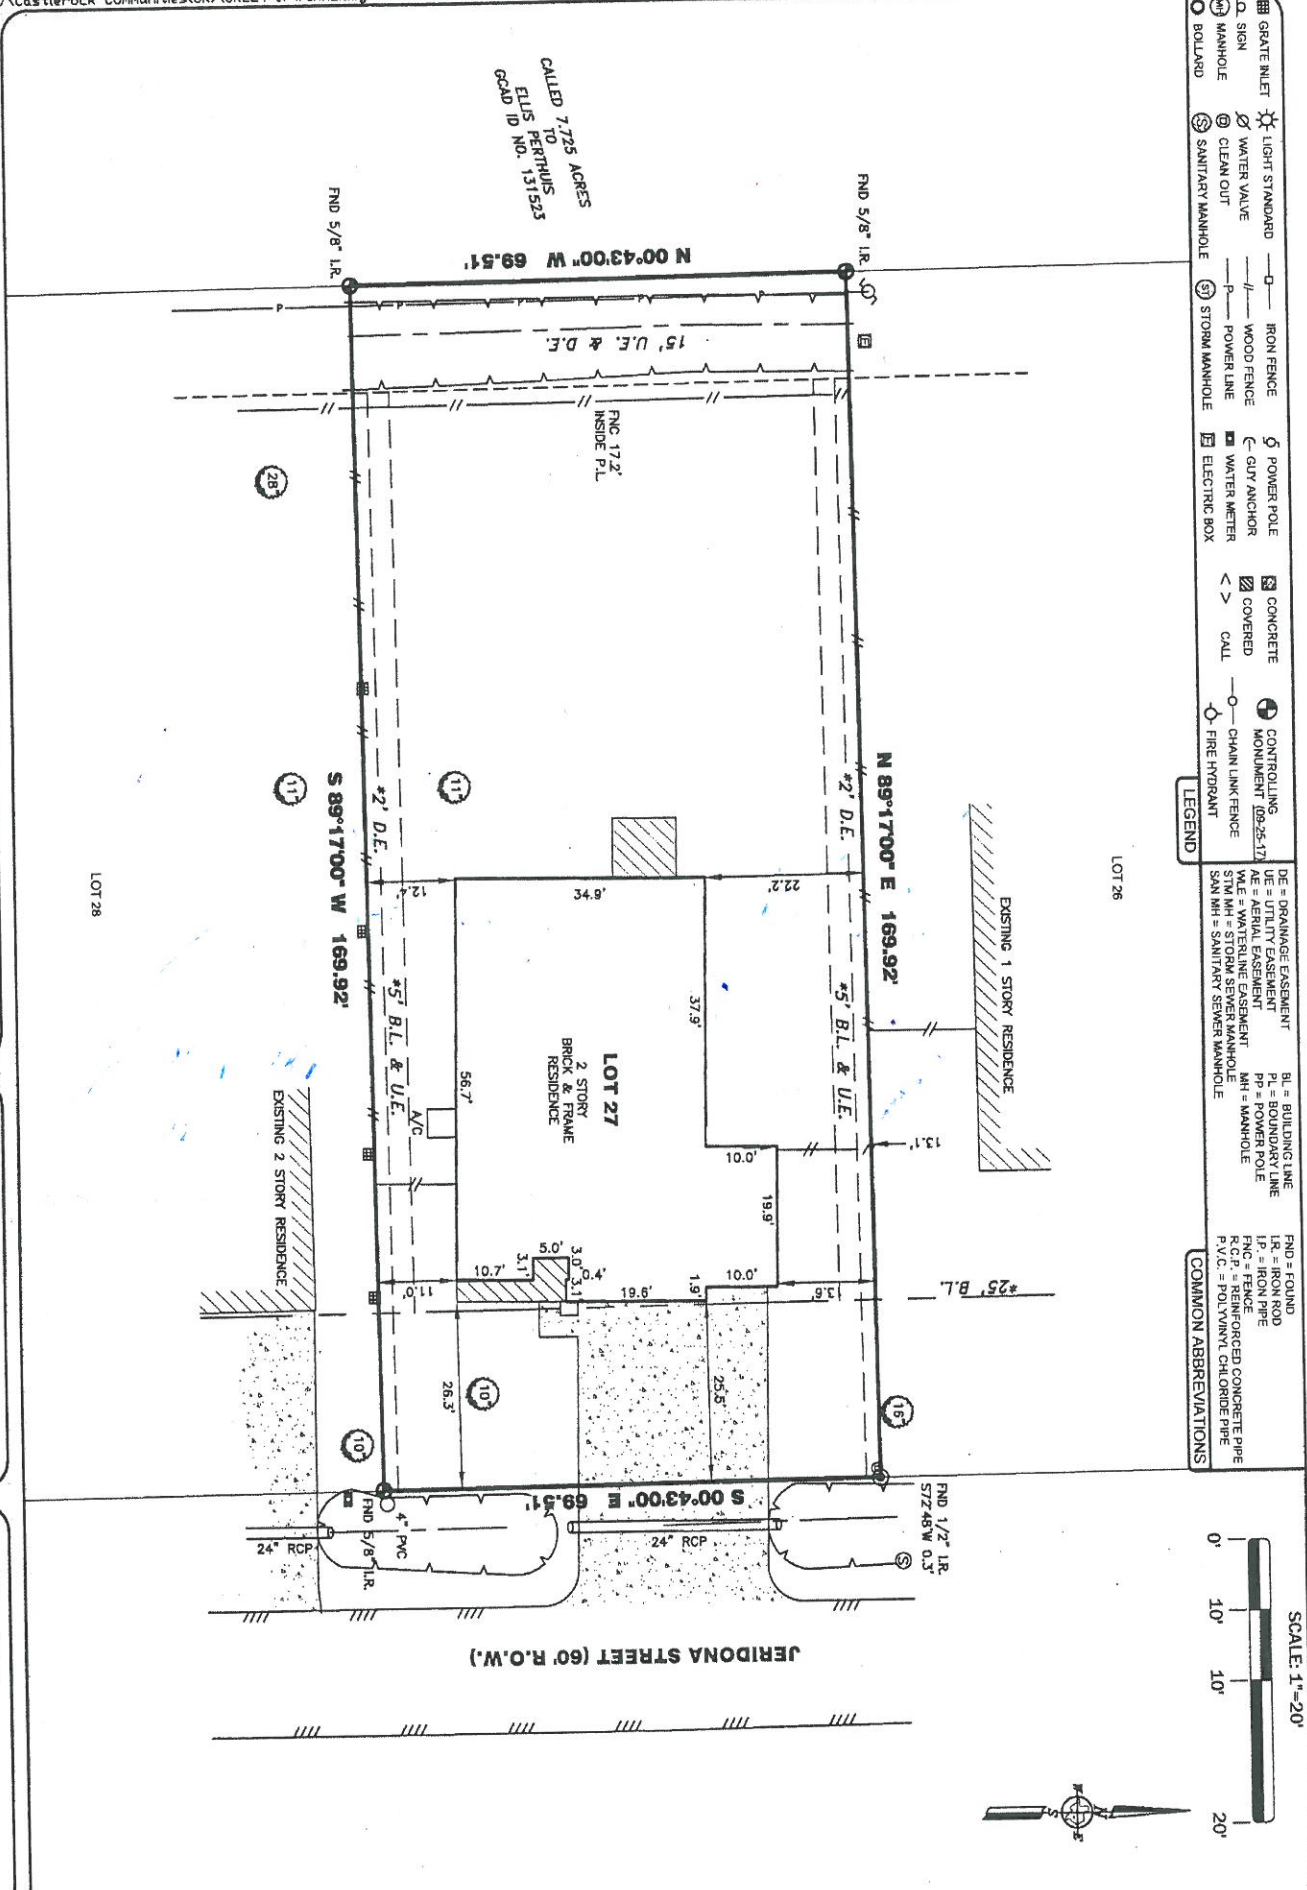 GRATE INLET
SIGN
MANHOLE
BOLLARD
LIGHT STANDARD
WATER VALVE
CLEAN OUT
SANITARY MANHOLE
IRON FENCE
WOOD FENCE
POWER LINE
STORM MANHOLE
POWER POLE
GUY ANCHOR
WATER METER
ELECTRIC BOX
CONCRETE
COVERED
< > CALL
CONTROLLING
MONUMENT (09-25-17)
CHAIN LINK FENCE
FIRE HYDRANT
LEGEND
DE = DRAINAGE EASEMENT
UE = UTILITY EASEMENT
AE = AERIAL EASEMENT
WLE = WATERLINE EASEMENT
STM MH = STORM SEWER MANHOLE
SAN MH = SANITARY SEWER MANHOLE
BL = BUILDING LINE
PL = BOUNDARY LINE
PP = POWER POLE
MH = MANHOLE
FND = FOUND
I.R. = IRON ROD
I.P. = IRON PIPE
FNC = FENCE
R.C.P. = REINFORCED CONCRETE PIPE
P.V.C. = POLYVINYL CHLORIDE PIPE
COMMON ABBREVIATIONS
SCALE: 1"=20'
0' 10' 10' 20'
N
W E
S
LOT 26
EXISTING 1 STORY RESIDENCE
FND 5/8" I.R.
N 89°17'00" E 169.92'
FND 1/2" I.R.
S72°48'W 0.3'
*2' D.E.
*5' B.L. & U.E.
13.1'
*25' B.L.
16"
22.2'
13.6'
CALLED 7.725 ACRES
TO
ELLIS PERTHUIS
GCAD ID NO. 131523
N 00°43'00" W 69.51'
15' U.E. & D.E.
P
P
P
P
E
FNC 17.2'
INSIDE P.L.
34.9'
37.9'
10.0'
19.9'
10.0'
1.9'
19.6'
3.1'
0.4'
3.0'
5.0'
3.1'
10.7'
56.7'
LOT 27
2 STORY
BRICK & FRAME
RESIDENCE
A/C
25.5'
26.3'
10"
11"
12.4'
11.0'
*2' D.E.
*5' B.L. & U.E.
S 00°43'00" E 69.51'
24" RCP
24" RCP
4" PVC
S
JERIDONA STREET (60' R.O.W.)
FND 5/8" I.R.
S 89°17'00" W 169.92'
FND 5/8" I.R.
28"
11"
10"
EXISTING 2 STORY RESIDENCE
LOT 28